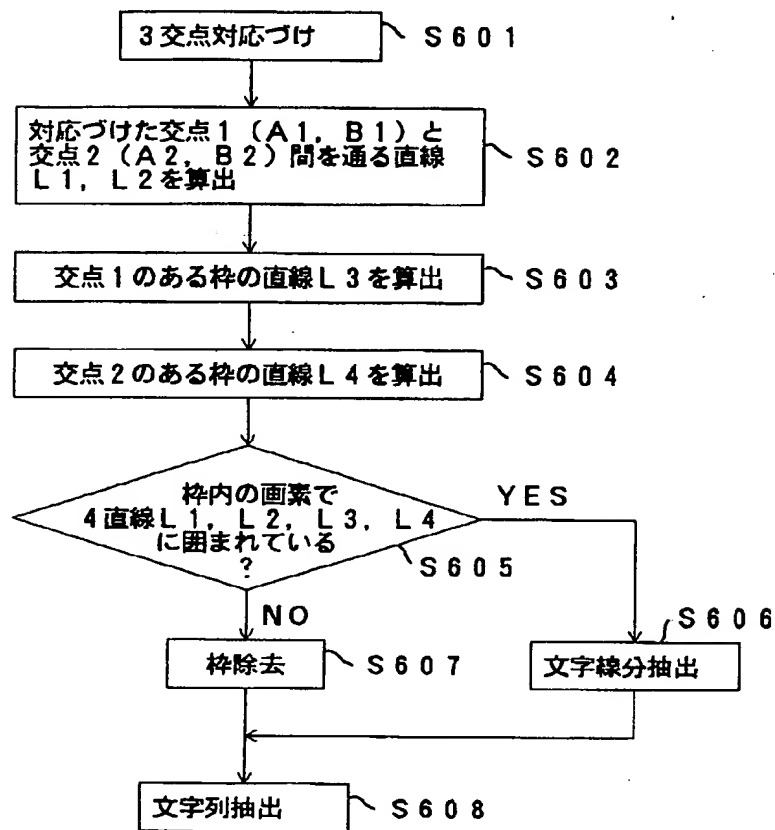 3交点対応づけ
S601
対応づけた交点1(A1,B1)と
交点2(A2,B2)間を通る直線
L1,L2を算出
S602
交点1のある枠の直線L3を算出
S603
交点2のある枠の直線L4を算出
S604
枠内の画素で
4直線L1,L2,L3,L4
に囲まれている
?
S605
YES
NO
S606
枠除去
S607
文字線分抽出
文字列抽出
S608